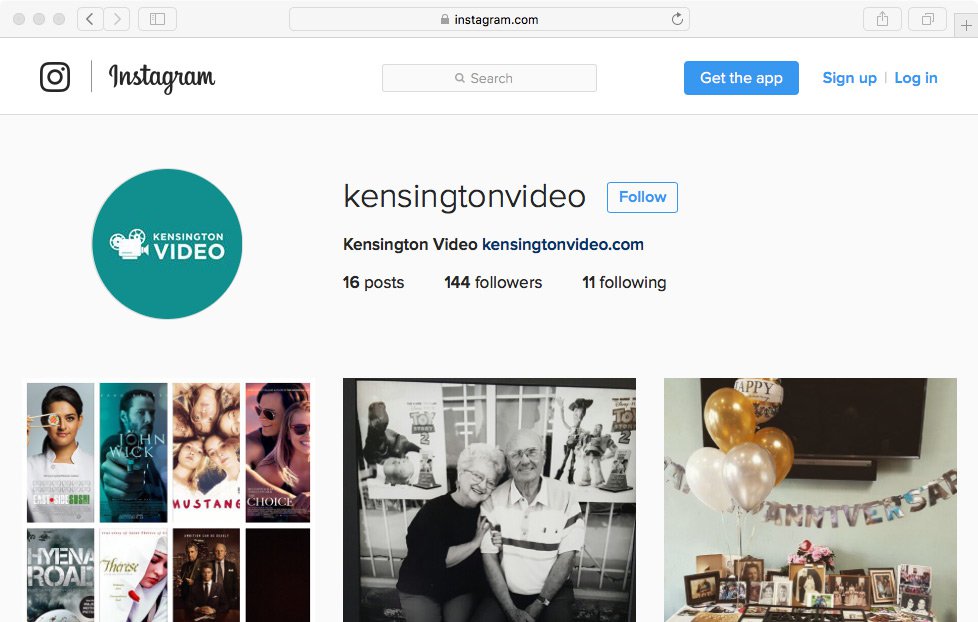 instagram.com
Instagram
Search
Get the app
Sign up | Log in
KENSINGTON
VIDEO
kensingtonvideo
Follow
Kensington Video kensingtonvideo.com
16 posts
144 followers
11 following
EAST SIDE SUSHI
JOHN
WICK
MUSTANG
THE
CHOICE
HYENA
ROAD
Thérèse
TOY
STORY
2
TOY
STORY
2
HAPPY
ANNIVERSAR